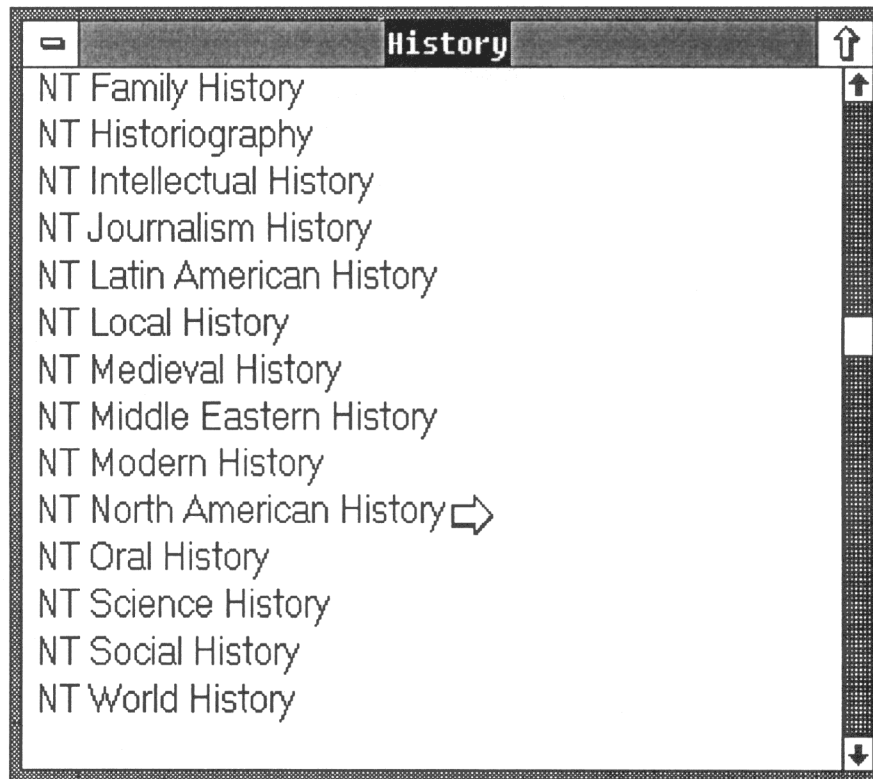 History
NT Family History
NT Historiography
NT Intellectual History
NT Journalism History
NT Latin American History
NT Local History
NT Medieval History
NT Middle Eastern History
NT Modern History
NT North American History
NT Oral History
NT Science History
NT Social History
NT World History